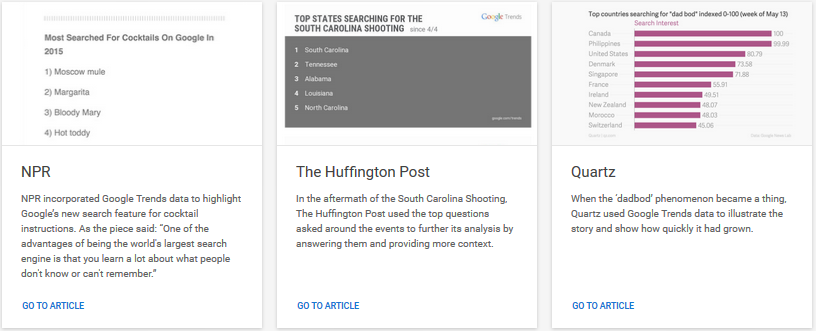 Most Searched For Cocktails On Google In
2015
1) Moscow mule
2) Margarita
3) Bloody Mary
4) Hot toddy
NPR
NPR incorporated Google Trends data to highlight
Google's new search feature for cocktail
instructions. As the piece said: "One of the
advantages of being the world's largest search
engine is that you learn a lot about what people
don't know or can't remember."
GO TO ARTICLE
TOP STATES SEARCHING FOR THE
SOUTH CAROLINA SHOOTING since 4/4
Google Trends
1 South Carolina
2 Tennessee
3 Alabama
4 Louisiana
5 North Carolina
google.com/trends
The Huffington Post
In the aftermath of the South Carolina Shooting,
The Huffington Post used the top questions
asked around the events to further its analysis by
answering them and providing more context.
GO TO ARTICLE
Top countries searching for "dad bod" indexed 0-100 (week of May 13)
Search Interest
Canada 100
Philippines 99.99
United States 80.79
Denmark 73.58
Singapore 71.88
France 55.91
Ireland 49.51
New Zealand 48.07
Morocco 48.03
Switzerland 45.06
Quartz
When the 'dadbod' phenomenon became a thing,
Quartz used Google Trends data to illustrate the
story and show how quickly it had grown.
GO TO ARTICLE